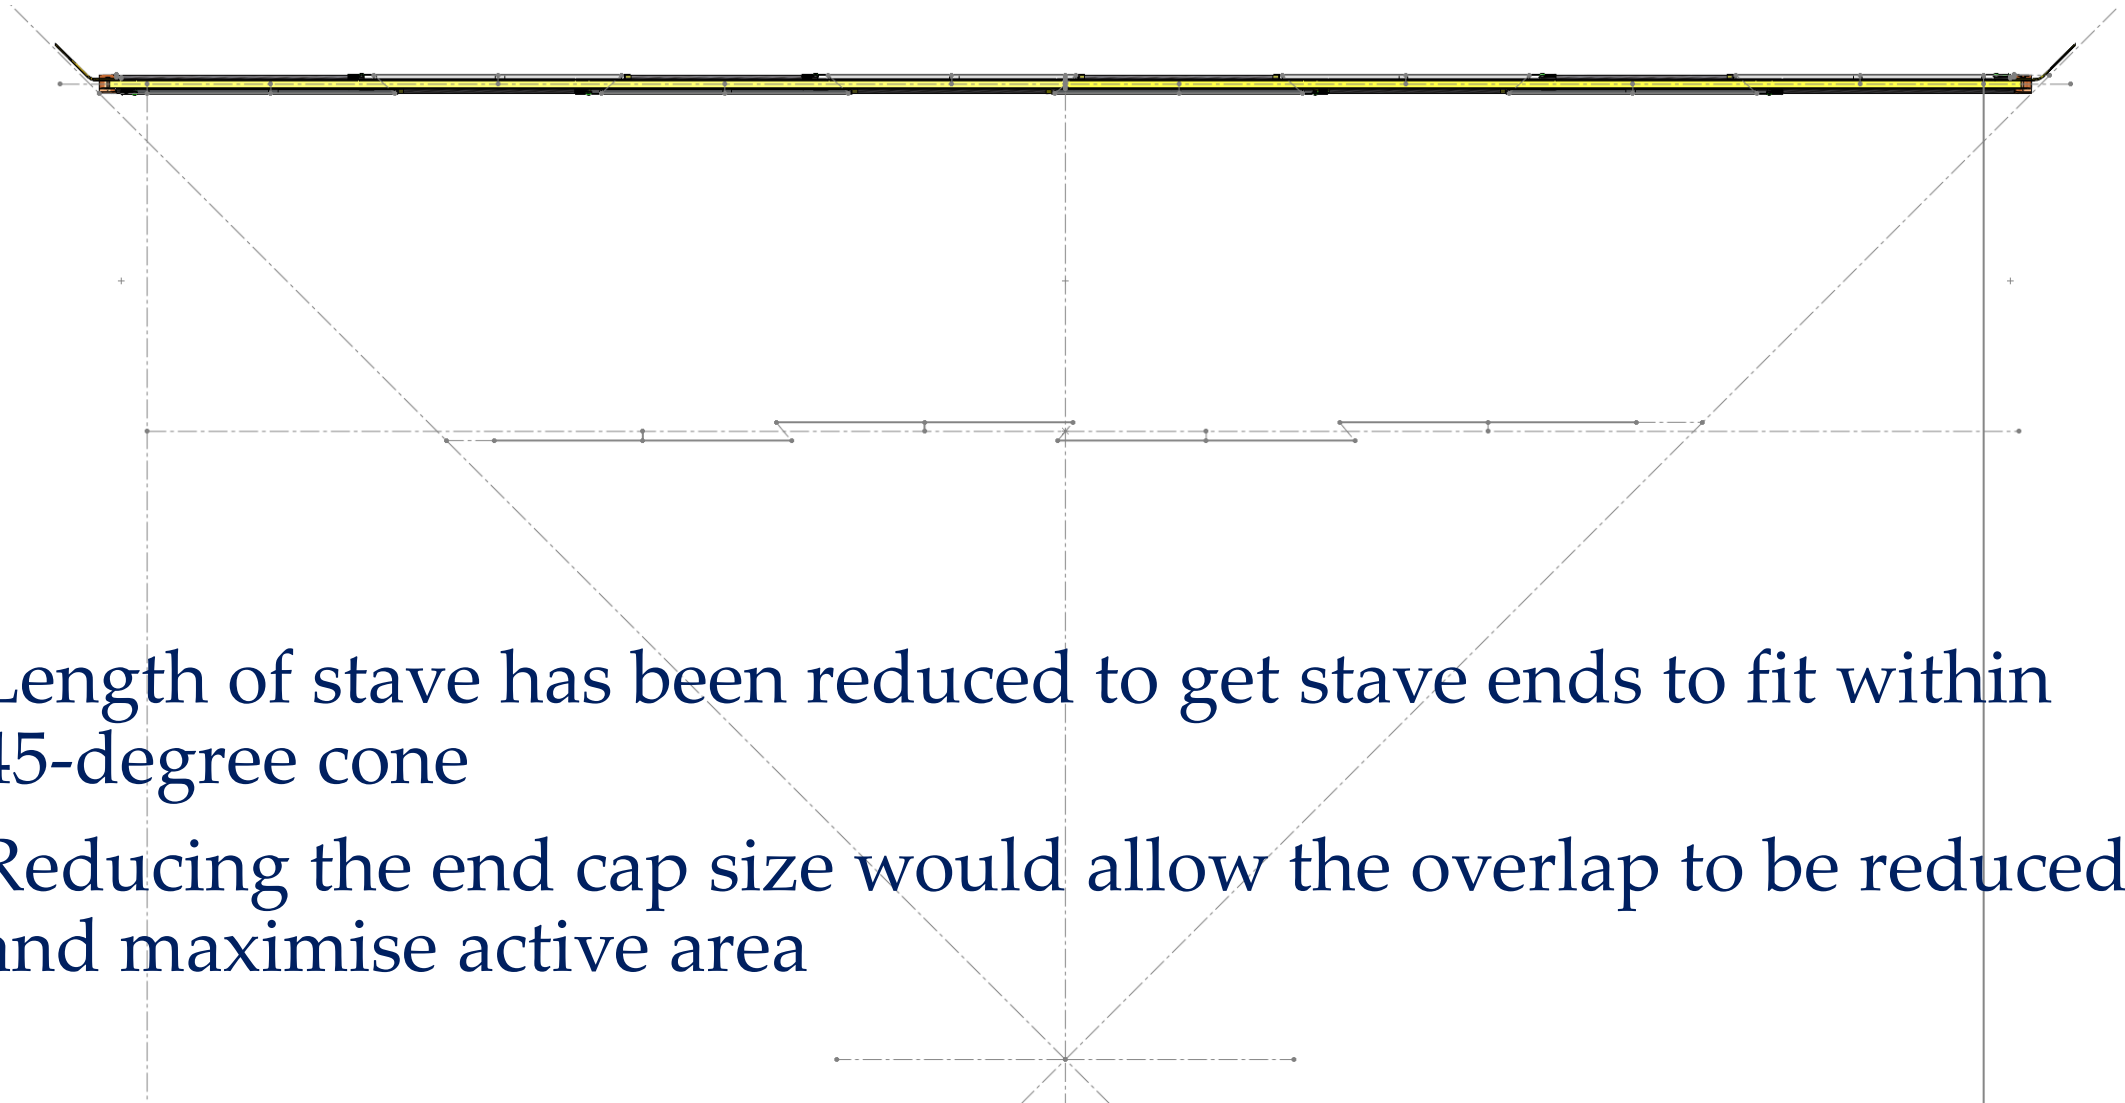 Length of stave has been reduced to get stave ends to fit within
45-degree cone
Reducing the end cap size would allow the overlap to be reduced
and maximise active area